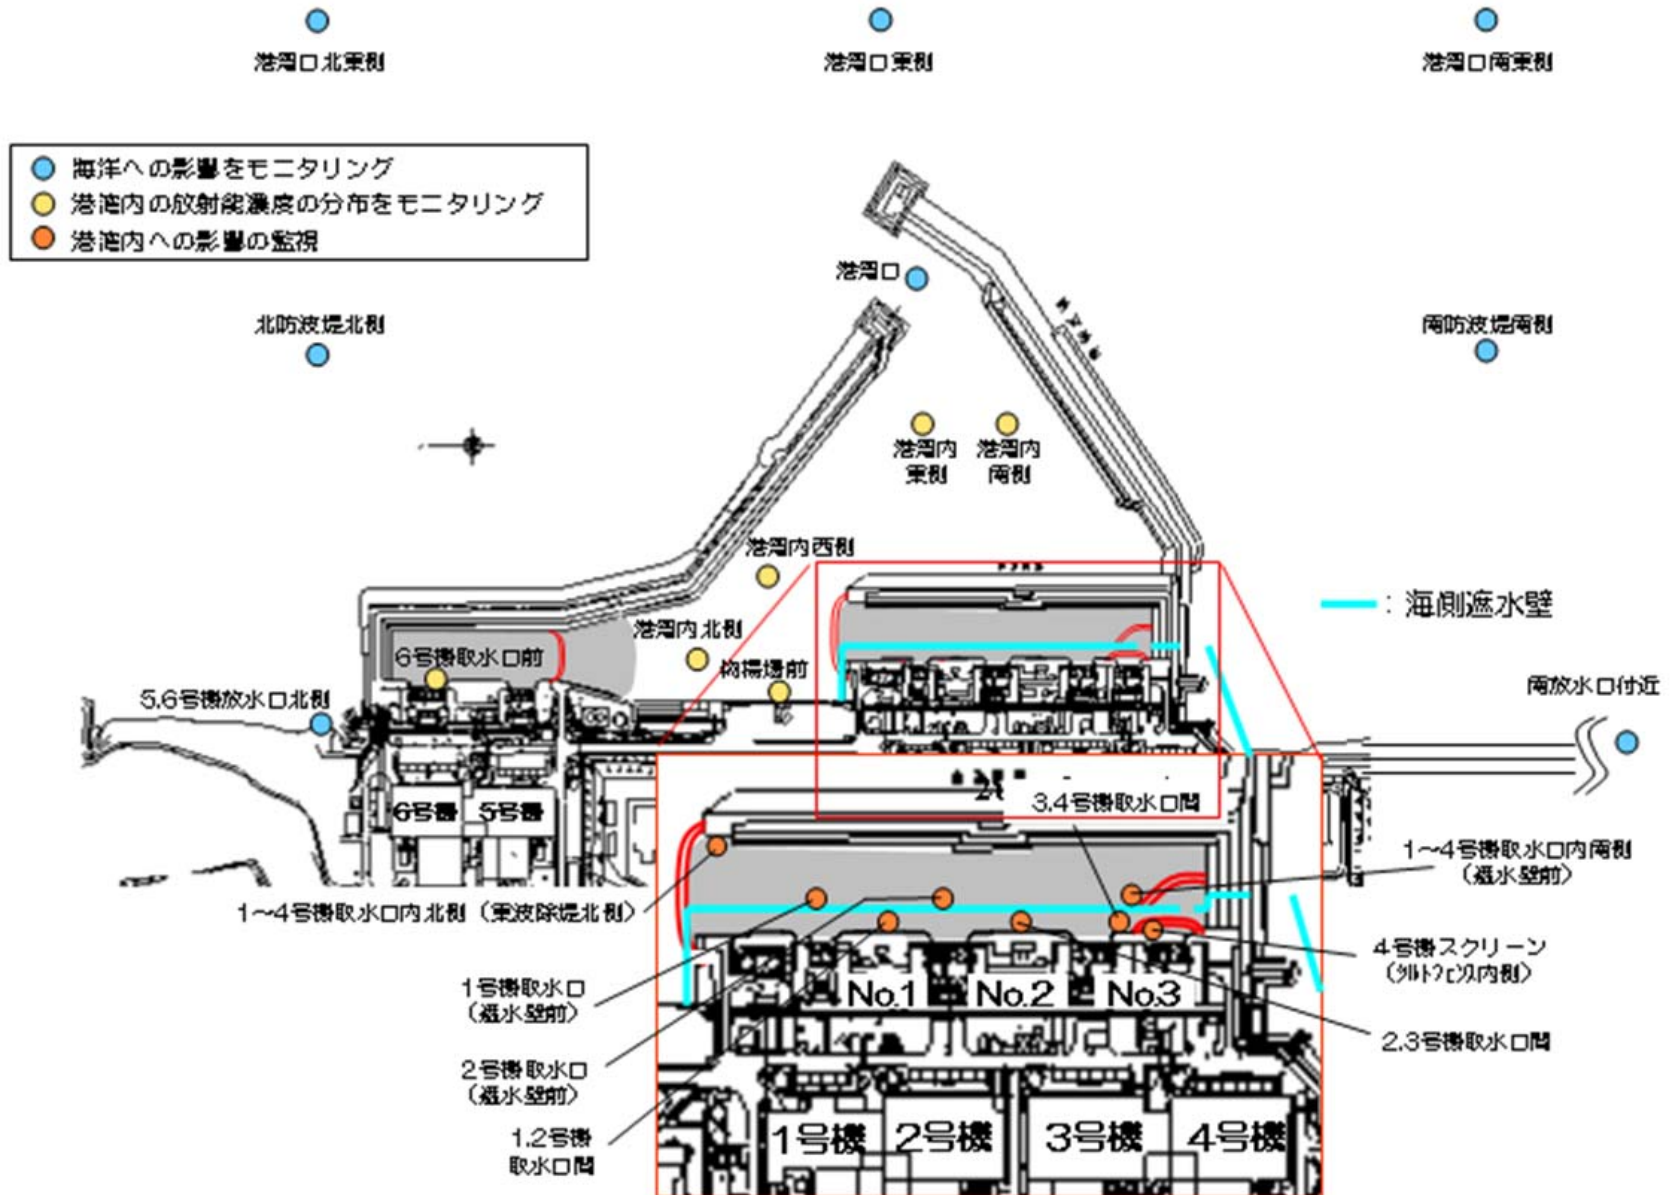 港湾口北東側
港湾口東側
港湾口南東側
海洋への影響をモニタリング
港湾内の放射能濃度の分布をモニタリング
港湾内への影響の監視
港湾口
北防波堤北側
南防波堤南側
港湾内
東側
港湾内
南側
港湾内西側
：海側遮水壁
港湾内北側
6号機取水口前
物揚場前
5,6号機放水口北側
南放水口付近
6号機
5号機
3,4号機取水口間
1～4号機取水口内南側
（遮水壁前）
1～4号機取水口内北側（東波除堤北側）
4号機スクリーン
（シルトフェンス内側）
1号機取水口
（遮水壁前）
No.1
No.2
No.3
2,3号機取水口間
2号機取水口
（遮水壁前）
1,2号機
取水口間
1号機
2号機
3号機
4号機